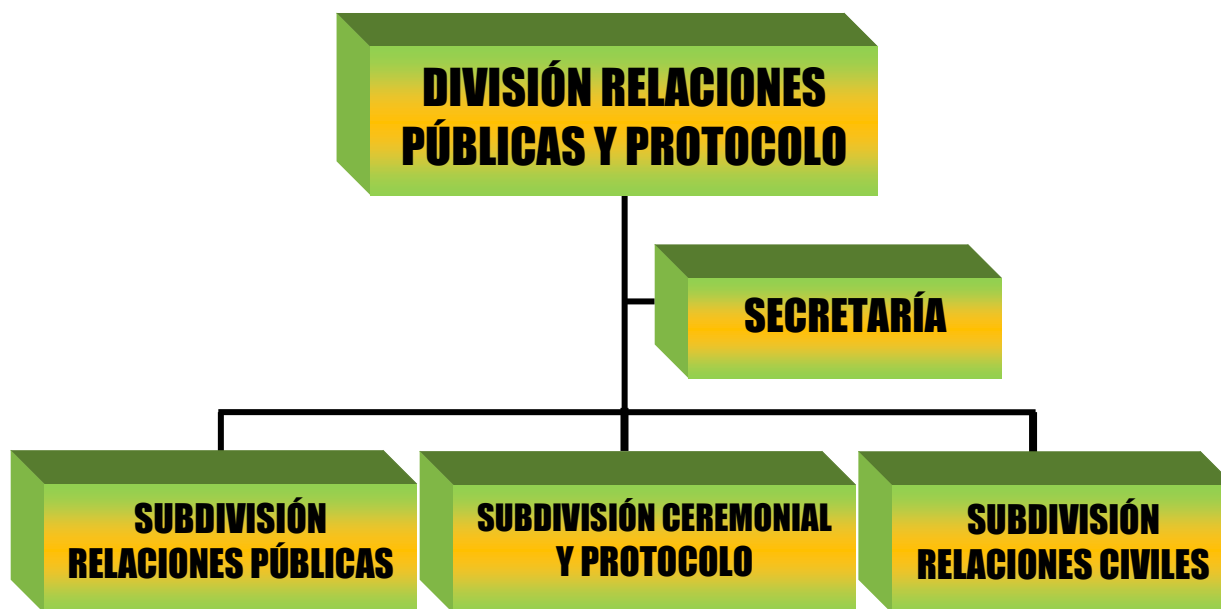 DIVISIÓN RELACIONES
PÚBLICAS Y PROTOCOLO
SECRETARÍA
SUBDIVISIÓN
RELACIONES PÚBLICAS
SUBDIVISIÓN CEREMONIAL
Y PROTOCOLO
SUBDIVISIÓN
RELACIONES CIVILES